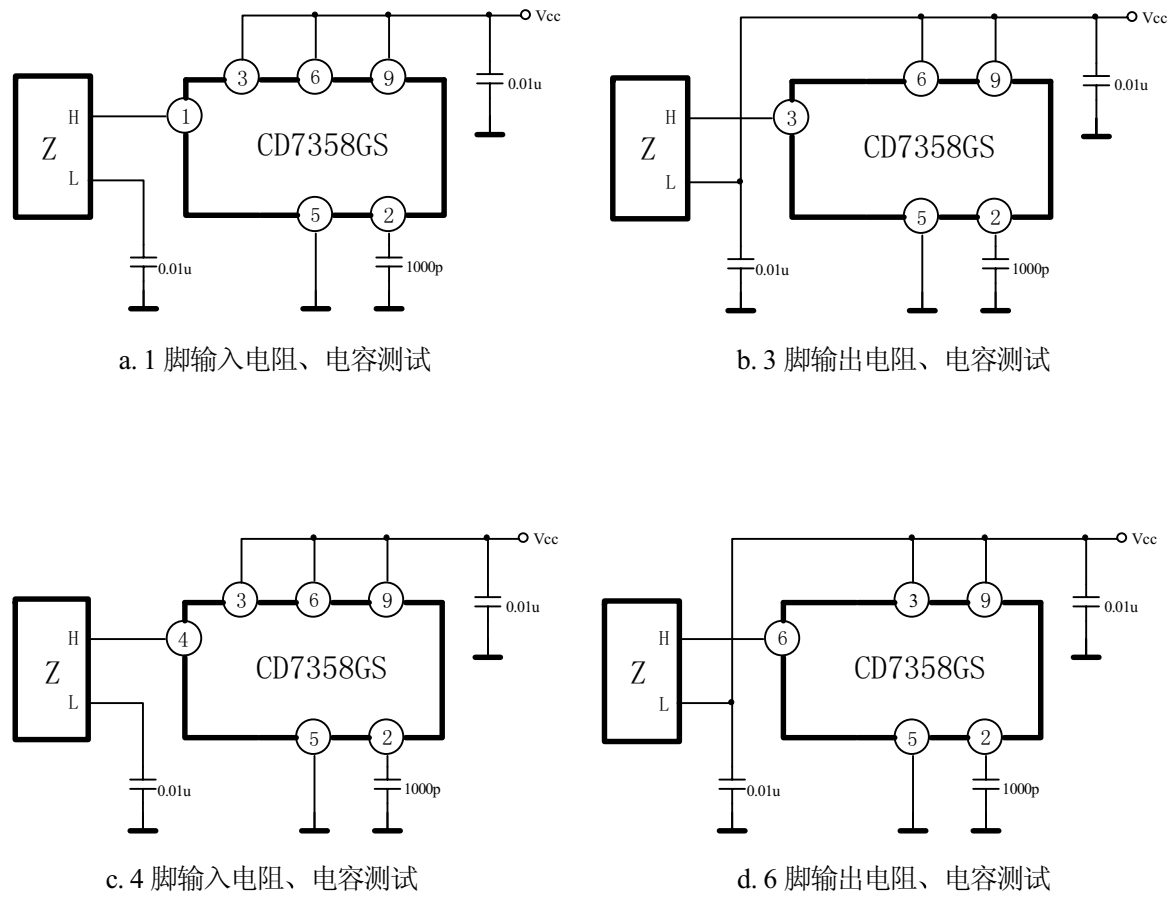 Vcc
3
6
9
0.01u
H
1
Z
CD7358GS
L
5
2
0.01u
1000p
a. 1 脚输入电阻、电容测试
Vcc
6
9
0.01u
H
3
Z
CD7358GS
L
5
2
0.01u
1000p
b. 3 脚输出电阻、电容测试
Vcc
3
6
9
0.01u
H
4
Z
CD7358GS
L
5
2
0.01u
1000p
c. 4 脚输入电阻、电容测试
Vcc
3
9
0.01u
H
6
Z
CD7358GS
L
5
2
0.01u
1000p
d. 6 脚输出电阻、电容测试